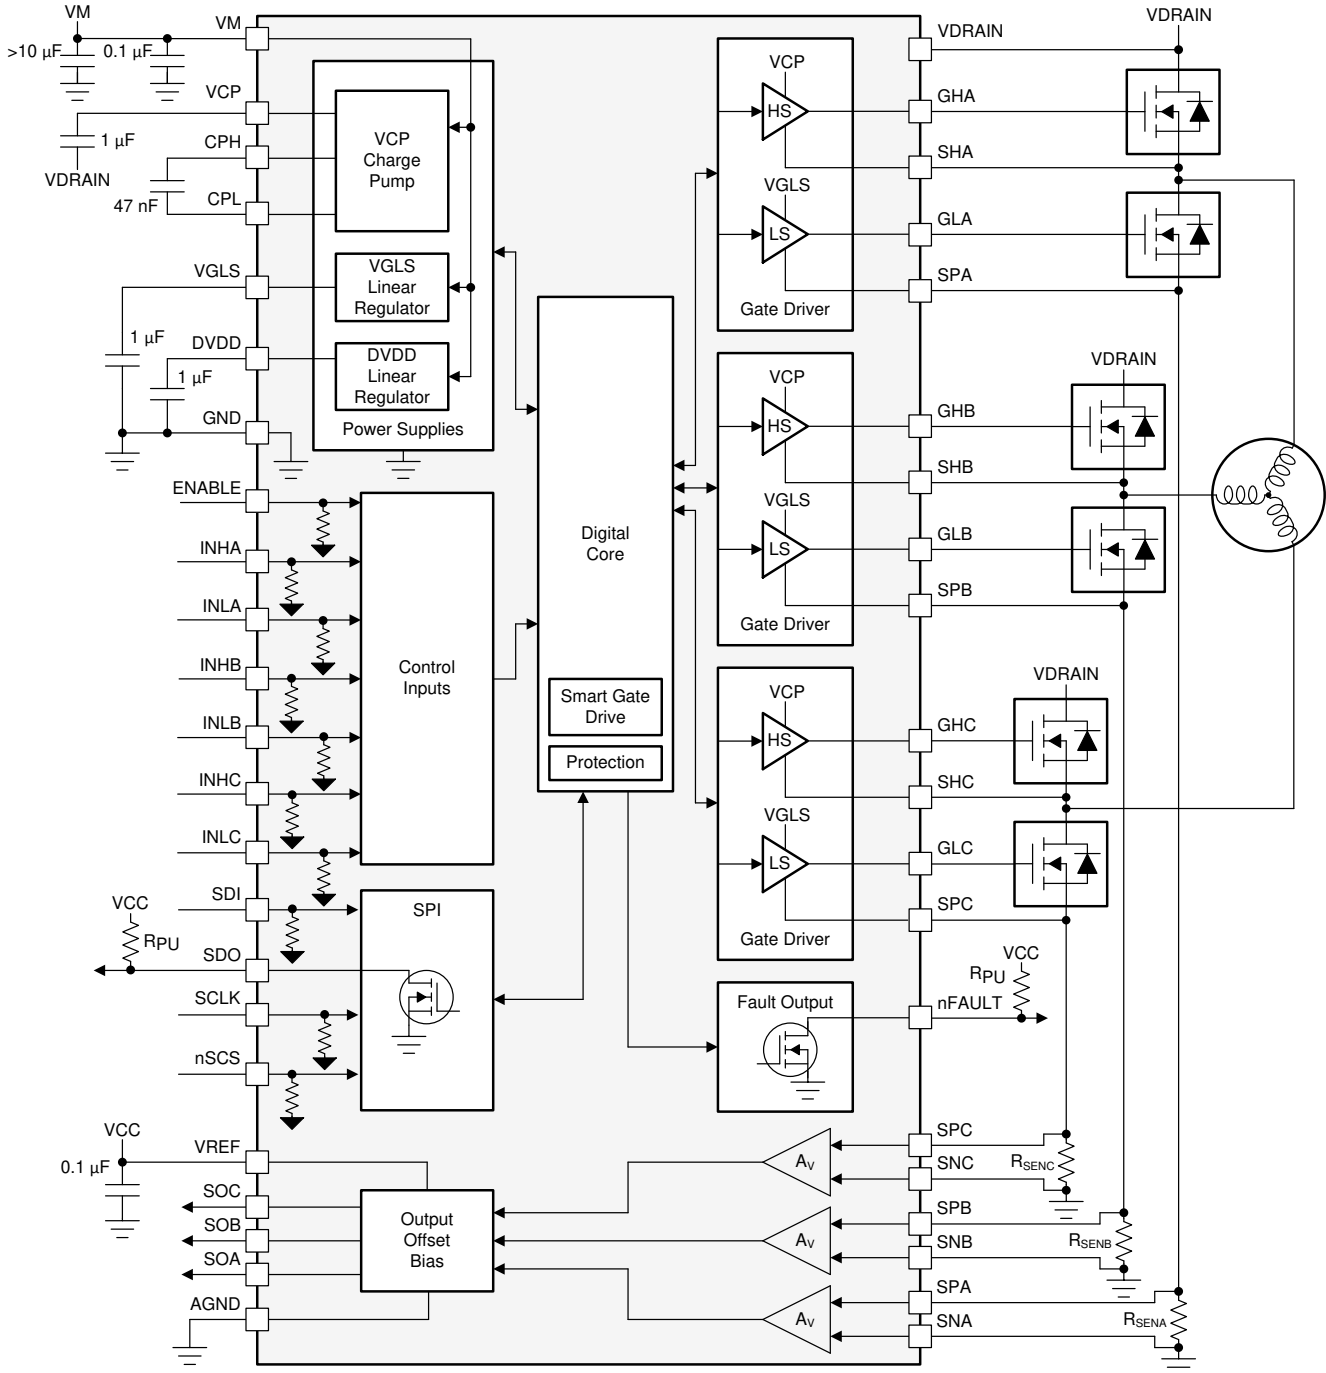 VM
>10 µF
0.1 µF
VM
VCP
1 µF
VDRAIN
CPH
47 nF
CPL
VCP
Charge
Pump
VGLS
VGLS
Linear
Regulator
1 µF
DVDD
1 µF
DVDD
Linear
Regulator
GND
Power Supplies
ENABLE
INHA
INLA
INHB
INLB
INHC
INLC
Control
Inputs
SDI
VCC
RPU
SDO
SCLK
nSCS
SPI
VCC
0.1 µF
VREF
SOC
SOB
SOA
AGND
Output
Offset
Bias
Digital
Core
Smart Gate
Drive
Protection
VCP
HS
VGLS
LS
Gate Driver
VCP
HS
VGLS
LS
Gate Driver
VCP
HS
VGLS
LS
Gate Driver
Fault Output
AV
AV
AV
VDRAIN
VDRAIN
GHA
SHA
GLA
SPA
VDRAIN
GHB
SHB
GLB
SPB
VDRAIN
GHC
SHC
GLC
SPC
VCC
RPU
nFAULT
SPC
SNC
RSENC
SPB
SNB
RSENB
SPA
SNA
RSENA